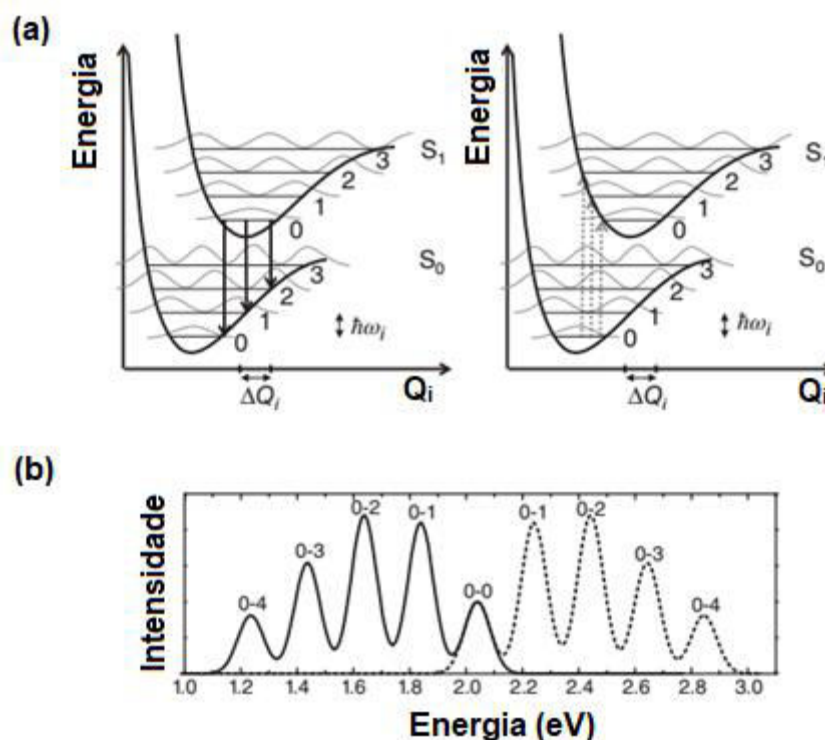 (a)
Energia
S₁
3
2
1
0
S₀
3
2
1
0
ℏωᵢ
ΔQᵢ
Qᵢ
Energia
3
2
1
0
S₀
3
2
1
0
ℏωᵢ
ΔQᵢ
Qᵢ
(b)
Intensidade
0-4
0-3
0-2
0-1
0-0
0-1
0-2
0-3
0-4
1.0 1.2 1.4 1.6 1.8 2.0 2.2 2.4 2.6 2.8 3.0
Energia (eV)